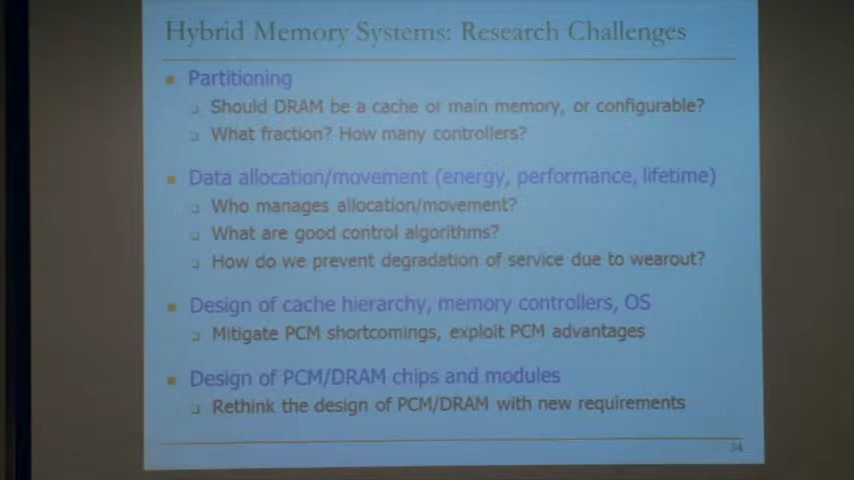 Hybrid Memory Systems: Research Challenges
Partitioning
Should DRAM be a cache or main memory, or configurable?
What fraction? How many controllers?
Data allocation/movement (energy, performance, lifetime)
Who manages allocation/movement?
What are good control algorithms?
How do we prevent degradation of service due to wearout?
Design of cache hierarchy, memory controllers, OS
Mitigate PCM shortcomings, exploit PCM advantages
Design of PCM/DRAM chips and modules
Rethink the design of PCM/DRAM with new requirements
34